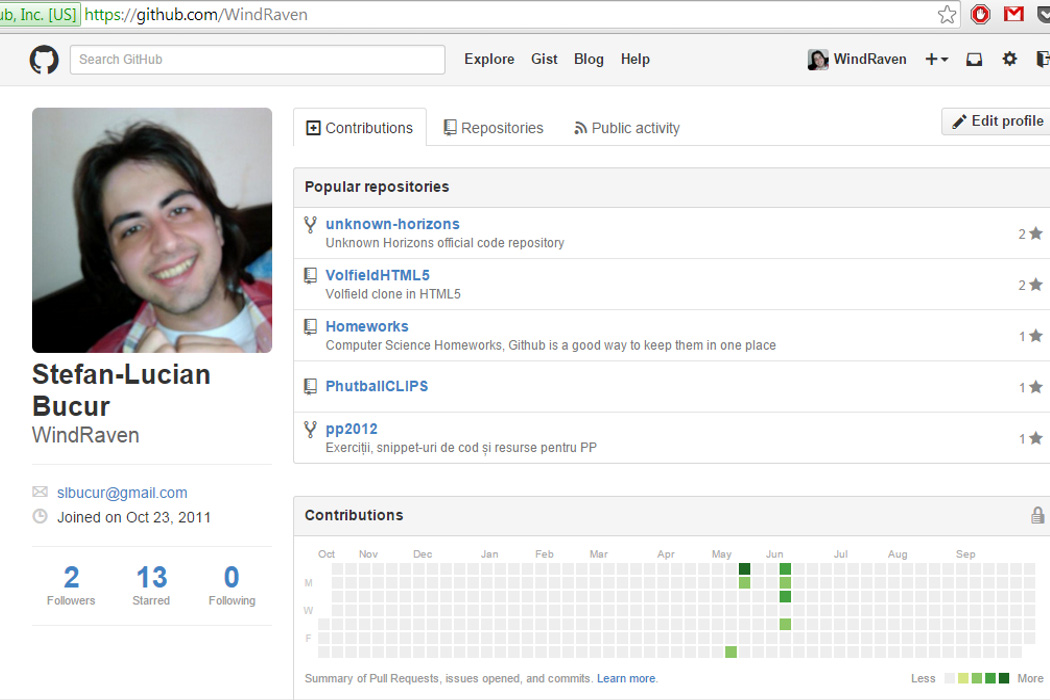 ub, Inc. [US] https://github.com/WindRaven
Search GitHub Explore Gist Blog Help WindRaven
Contributions Repositories Public activity Edit profile
Popular repositories
unknown-horizons
Unknown Horizons official code repository 2
VolfieldHTML5
Volfield clone in HTML5 2
Homeworks
Computer Science Homeworks, Github is a good way to keep them in one place 1
PhutballCLIPS 1
pp2012
Exerciții, snippet-uri de cod și resurse pentru PP 1
Stefan-Lucian
Bucur
WindRaven
slbucur@gmail.com
Joined on Oct 23, 2011
2 13 0
Followers Starred Following
Contributions
Oct Nov Dec Jan Feb Mar Apr May Jun Jul Aug Sep
M
W
F
Summary of Pull Requests, issues opened, and commits. Learn more. Less More